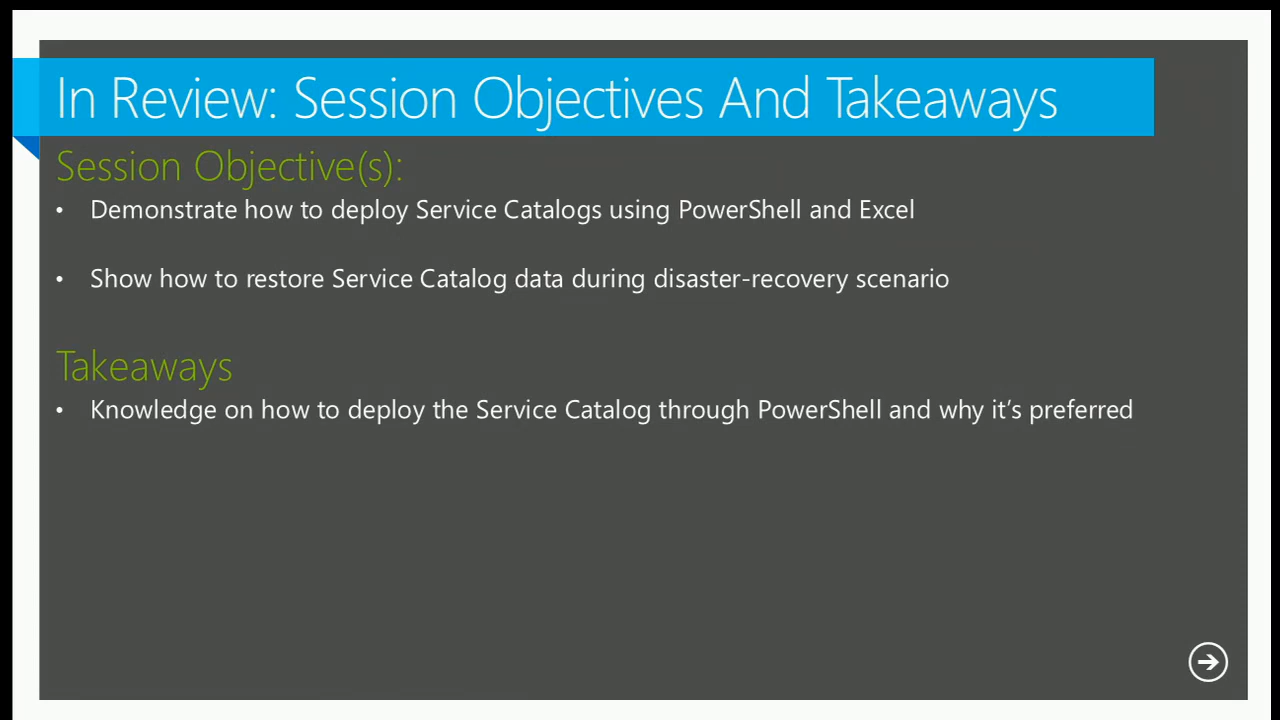 In Review: Session Objectives And Takeaways
Session Objective(s):
• Demonstrate how to deploy Service Catalogs using PowerShell and Excel
• Show how to restore Service Catalog data during disaster-recovery scenario
Takeaways
• Knowledge on how to deploy the Service Catalog through PowerShell and why it’s preferred